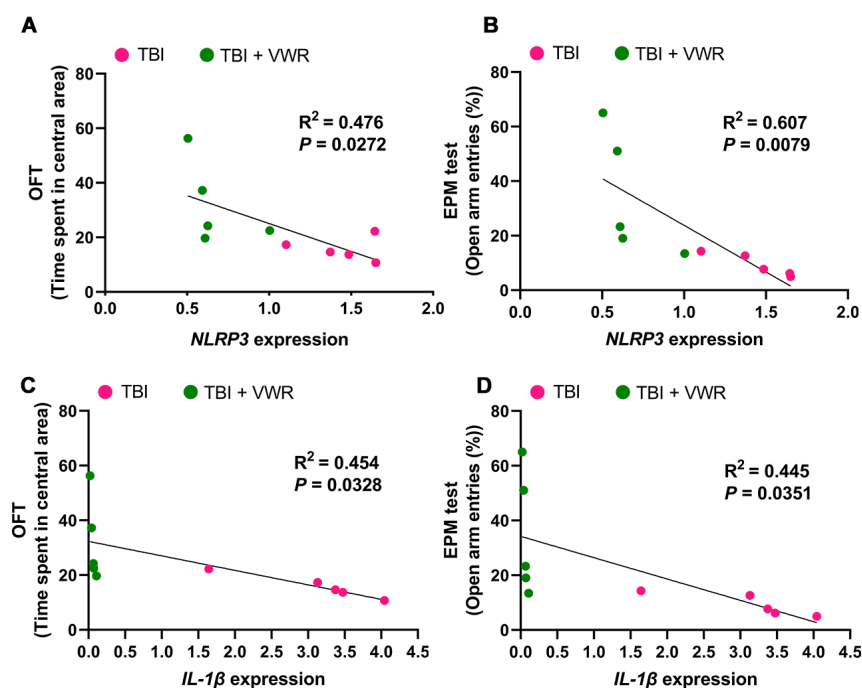 A
TBI
TBI + VWR
OFT
(Time spent in central area)
80
60
40
20
0
R2 = 0.476
P = 0.0272
0.0
0.5
1.0
1.5
2.0
NLRP3 expression
B
TBI
TBI + VWR
EPM test
(Open arm entries (%))
80
60
40
20
0
R2 = 0.607
P = 0.0079
0.0
0.5
1.0
1.5
2.0
NLRP3 expression
C
TBI
TBI + VWR
OFT
(Time spent in central area)
80
60
40
20
0
R2 = 0.454
P = 0.0328
0.0 0.5 1.0 1.5 2.0 2.5 3.0 3.5 4.0 4.5
IL-1β expression
D
TBI
TBI + VWR
EPM test
(Open arm entries (%))
80
60
40
20
0
R2 = 0.445
P = 0.0351
0.0 0.5 1.0 1.5 2.0 2.5 3.0 3.5 4.0 4.5
IL-1β expression